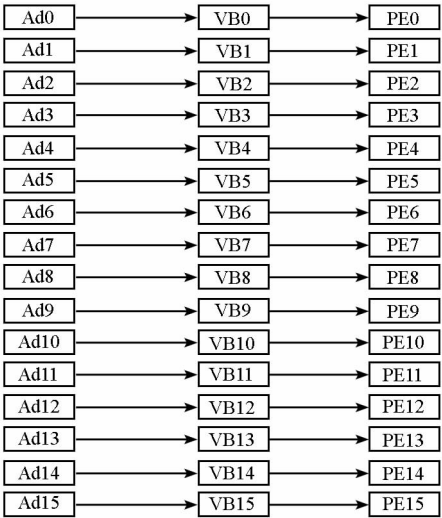 Ad0 VB0 PE0
Ad1 VB1 PE1
Ad2 VB2 PE2
Ad3 VB3 PE3
Ad4 VB4 PE4
Ad5 VB5 PE5
Ad6 VB6 PE6
Ad7 VB7 PE7
Ad8 VB8 PE8
Ad9 VB9 PE9
Ad10 VB10 PE10
Ad11 VB11 PE11
Ad12 VB12 PE12
Ad13 VB13 PE13
Ad14 VB14 PE14
Ad15 VB15 PE15